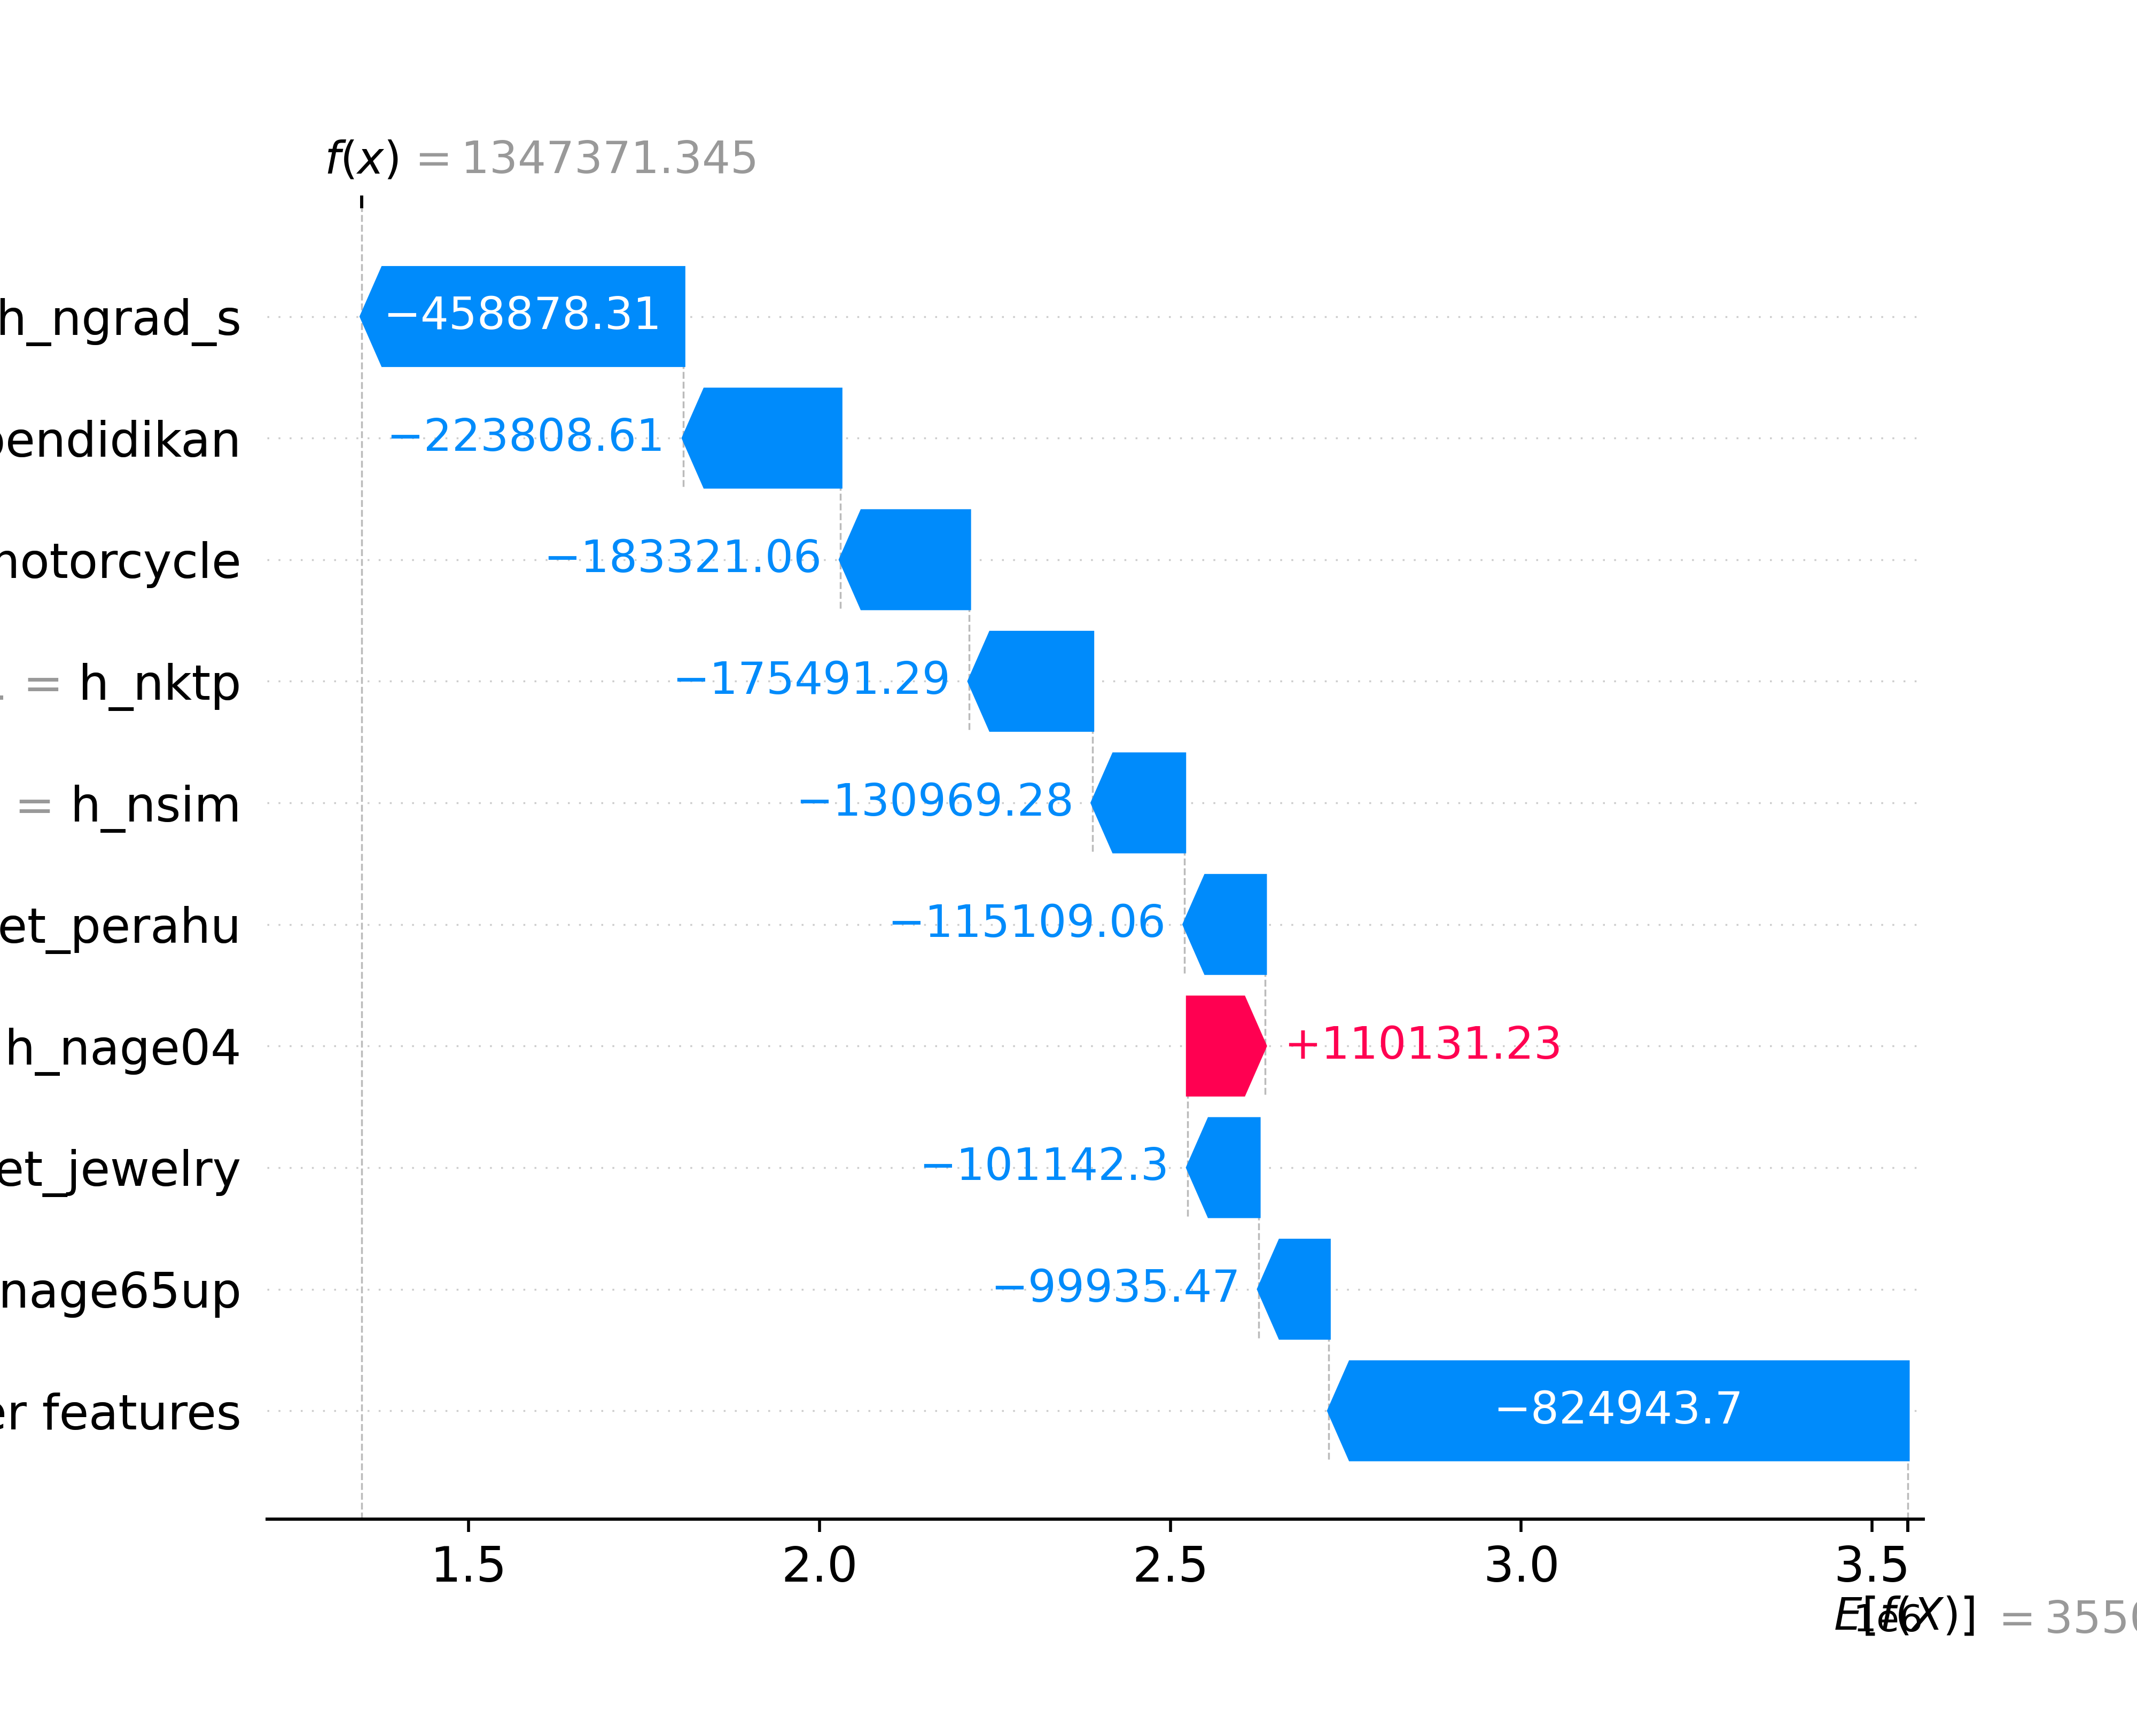 f(x) = 1347371.345
h_ngrad_s −458878.31
pendidikan −223808.61
motorcycle −183321.06
= h_nktp −175491.29
= h_nsim −130969.28
et_perahu −115109.06
h_nage04 +110131.23
et_jewelry −101142.3
nage65up −99935.47
er features −824943.7
1.5 2.0 2.5 3.0 3.5
1e6
E[f(X)] = 3550